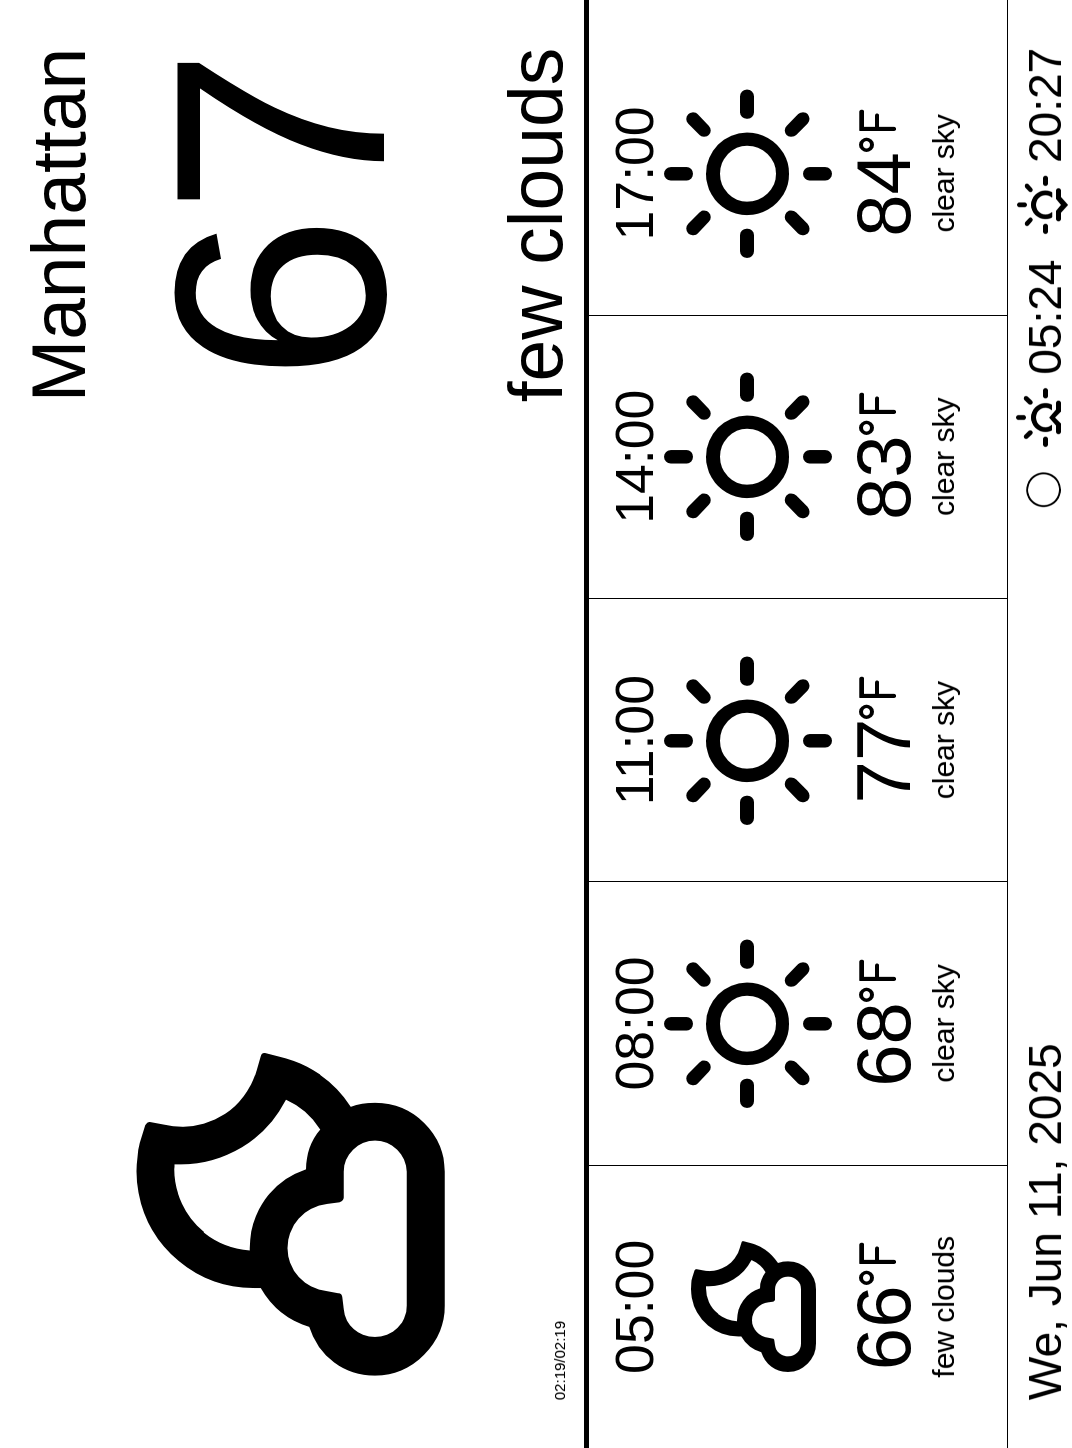 Manhattan
67
few clouds
02:19/02:19
05:00
66°F
few clouds
08:00
68°F
clear sky
11:00
77°F
clear sky
14:00
83°F
clear sky
17:00
84°F
clear sky
We, Jun 11, 2025
05:24
20:27